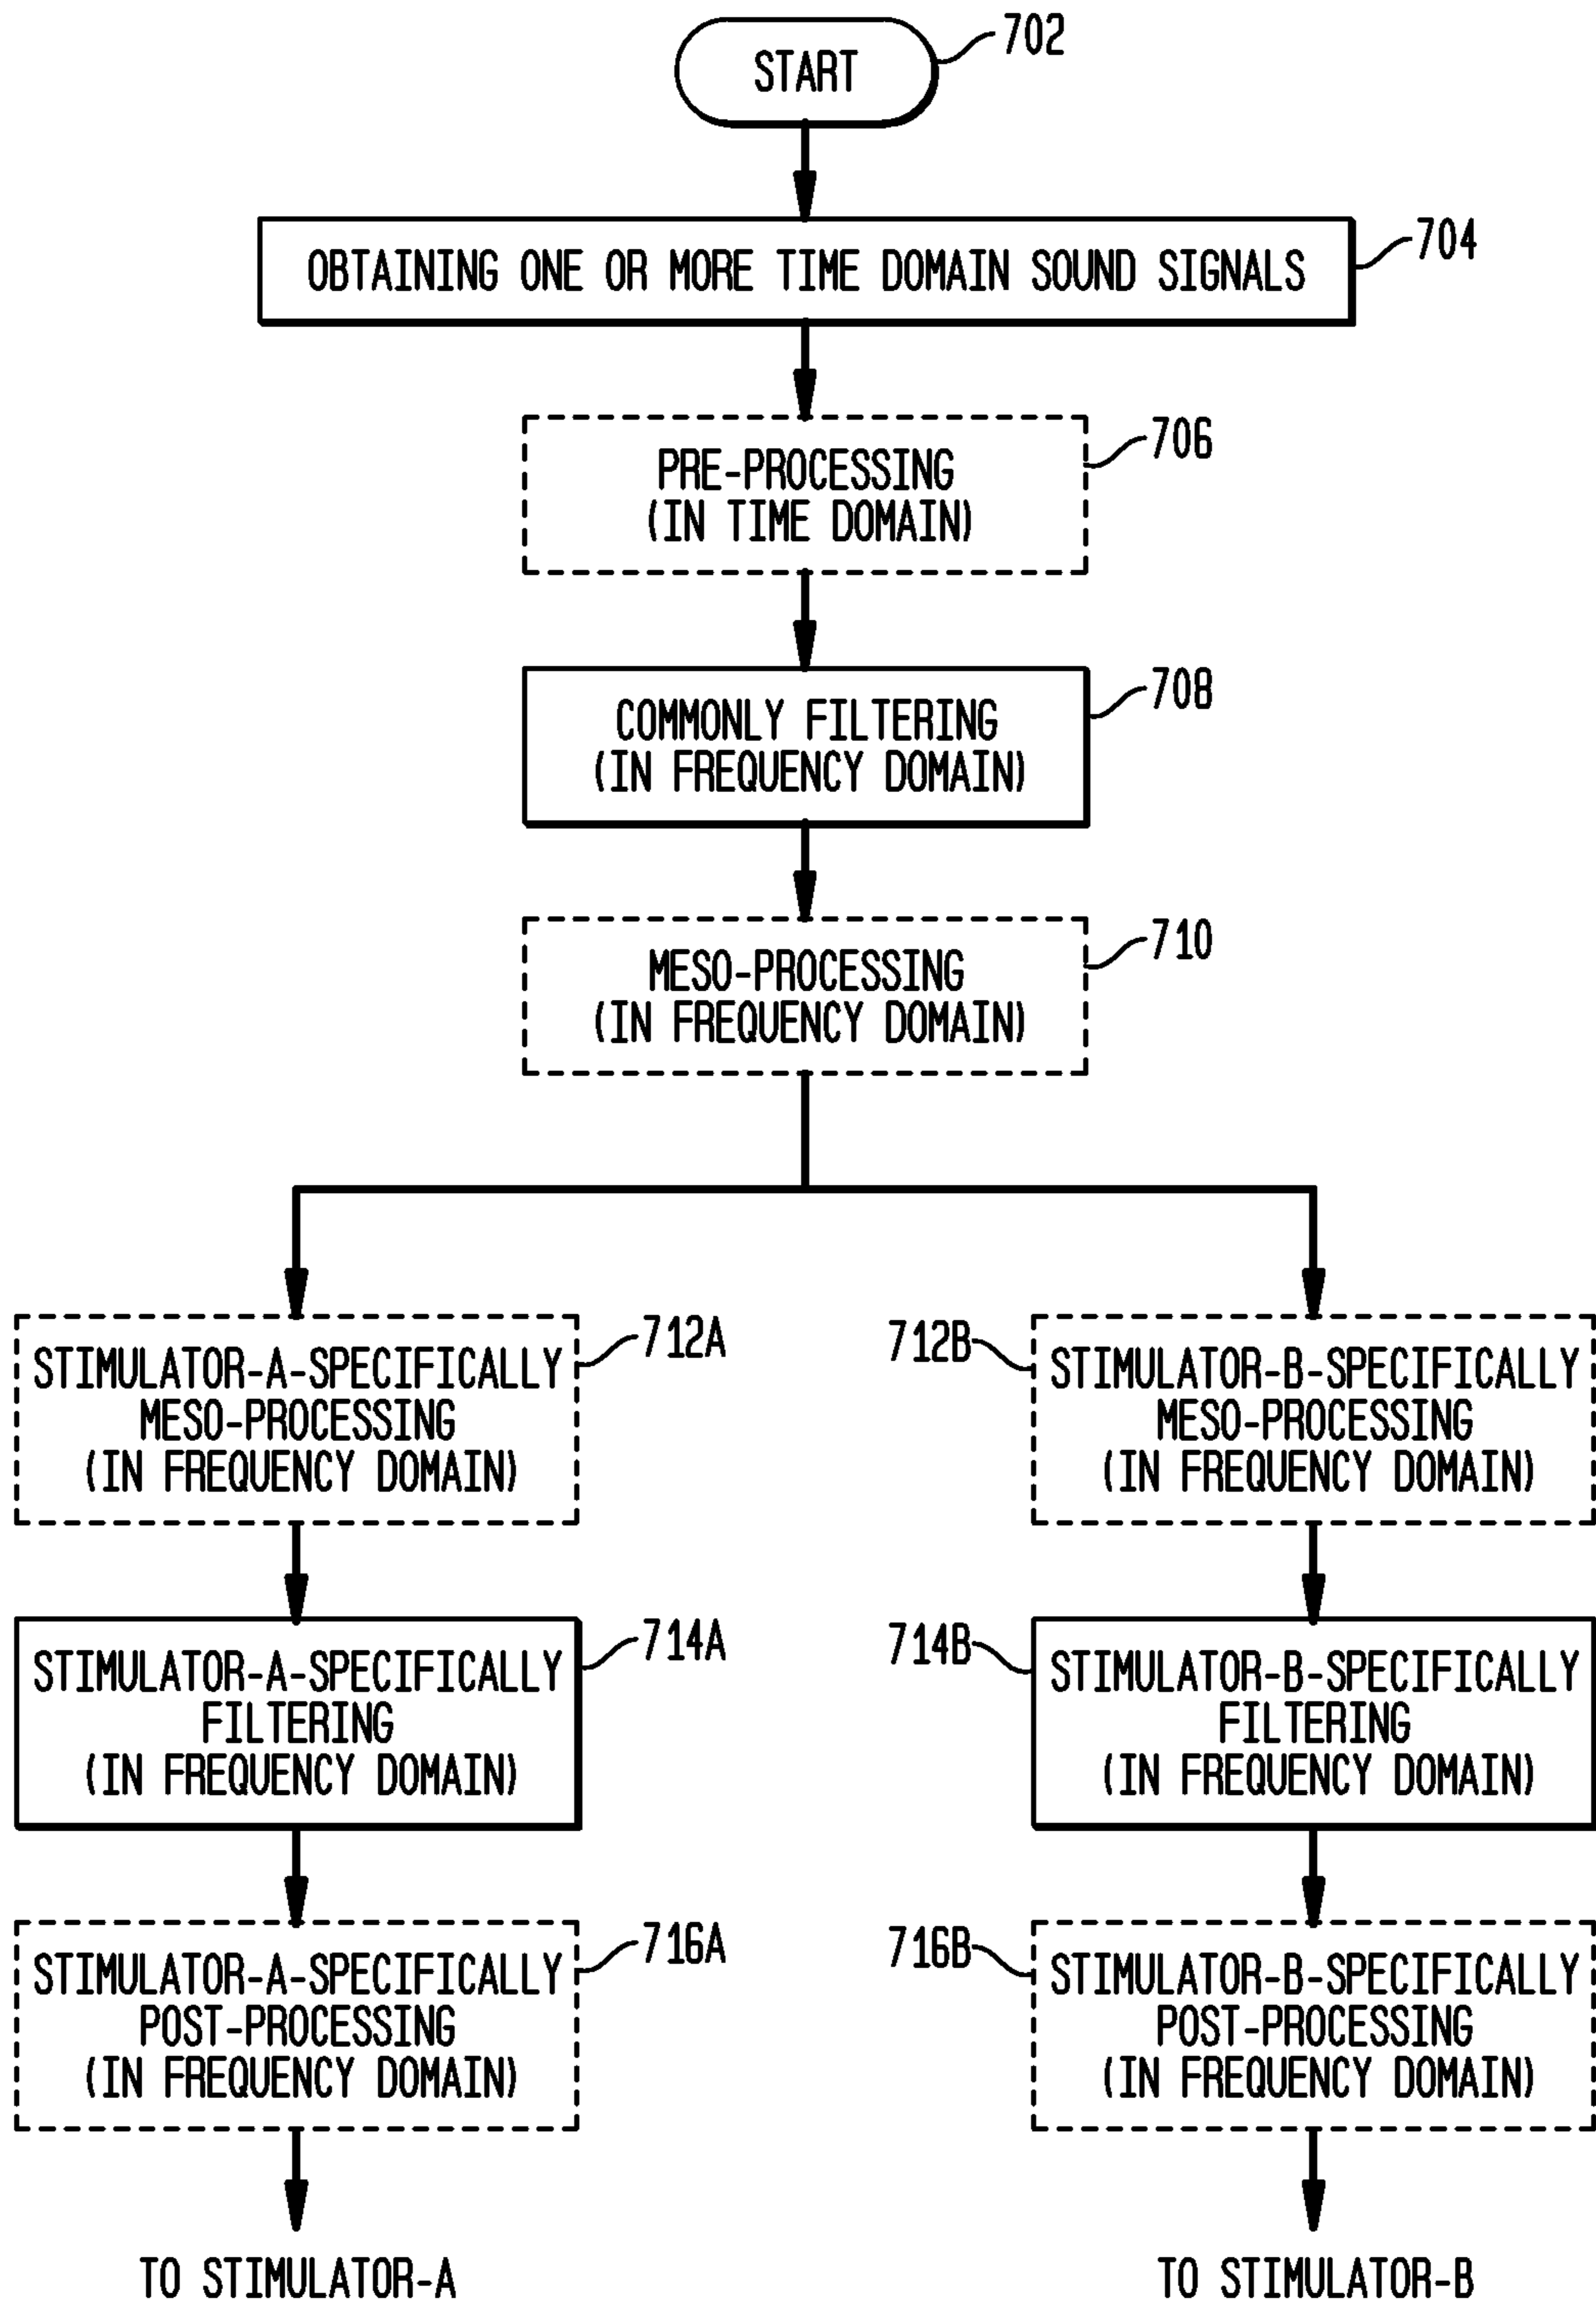 START
702
OBTAINING ONE OR MORE TIME DOMAIN SOUND SIGNALS
704
PRE-PROCESSING
(IN TIME DOMAIN)
706
COMMONLY FILTERING
(IN FREQUENCY DOMAIN)
708
MESO-PROCESSING
(IN FREQUENCY DOMAIN)
710
STIMULATOR-A-SPECIFICALLY
MESO-PROCESSING
(IN FREQUENCY DOMAIN)
712A
712B
STIMULATOR-B-SPECIFICALLY
MESO-PROCESSING
(IN FREQUENCY DOMAIN)
STIMULATOR-A-SPECIFICALLY
FILTERING
(IN FREQUENCY DOMAIN)
714A
714B
STIMULATOR-B-SPECIFICALLY
FILTERING
(IN FREQUENCY DOMAIN)
STIMULATOR-A-SPECIFICALLY
POST-PROCESSING
(IN FREQUENCY DOMAIN)
716A
716B
STIMULATOR-B-SPECIFICALLY
POST-PROCESSING
(IN FREQUENCY DOMAIN)
TO STIMULATOR-A
TO STIMULATOR-B